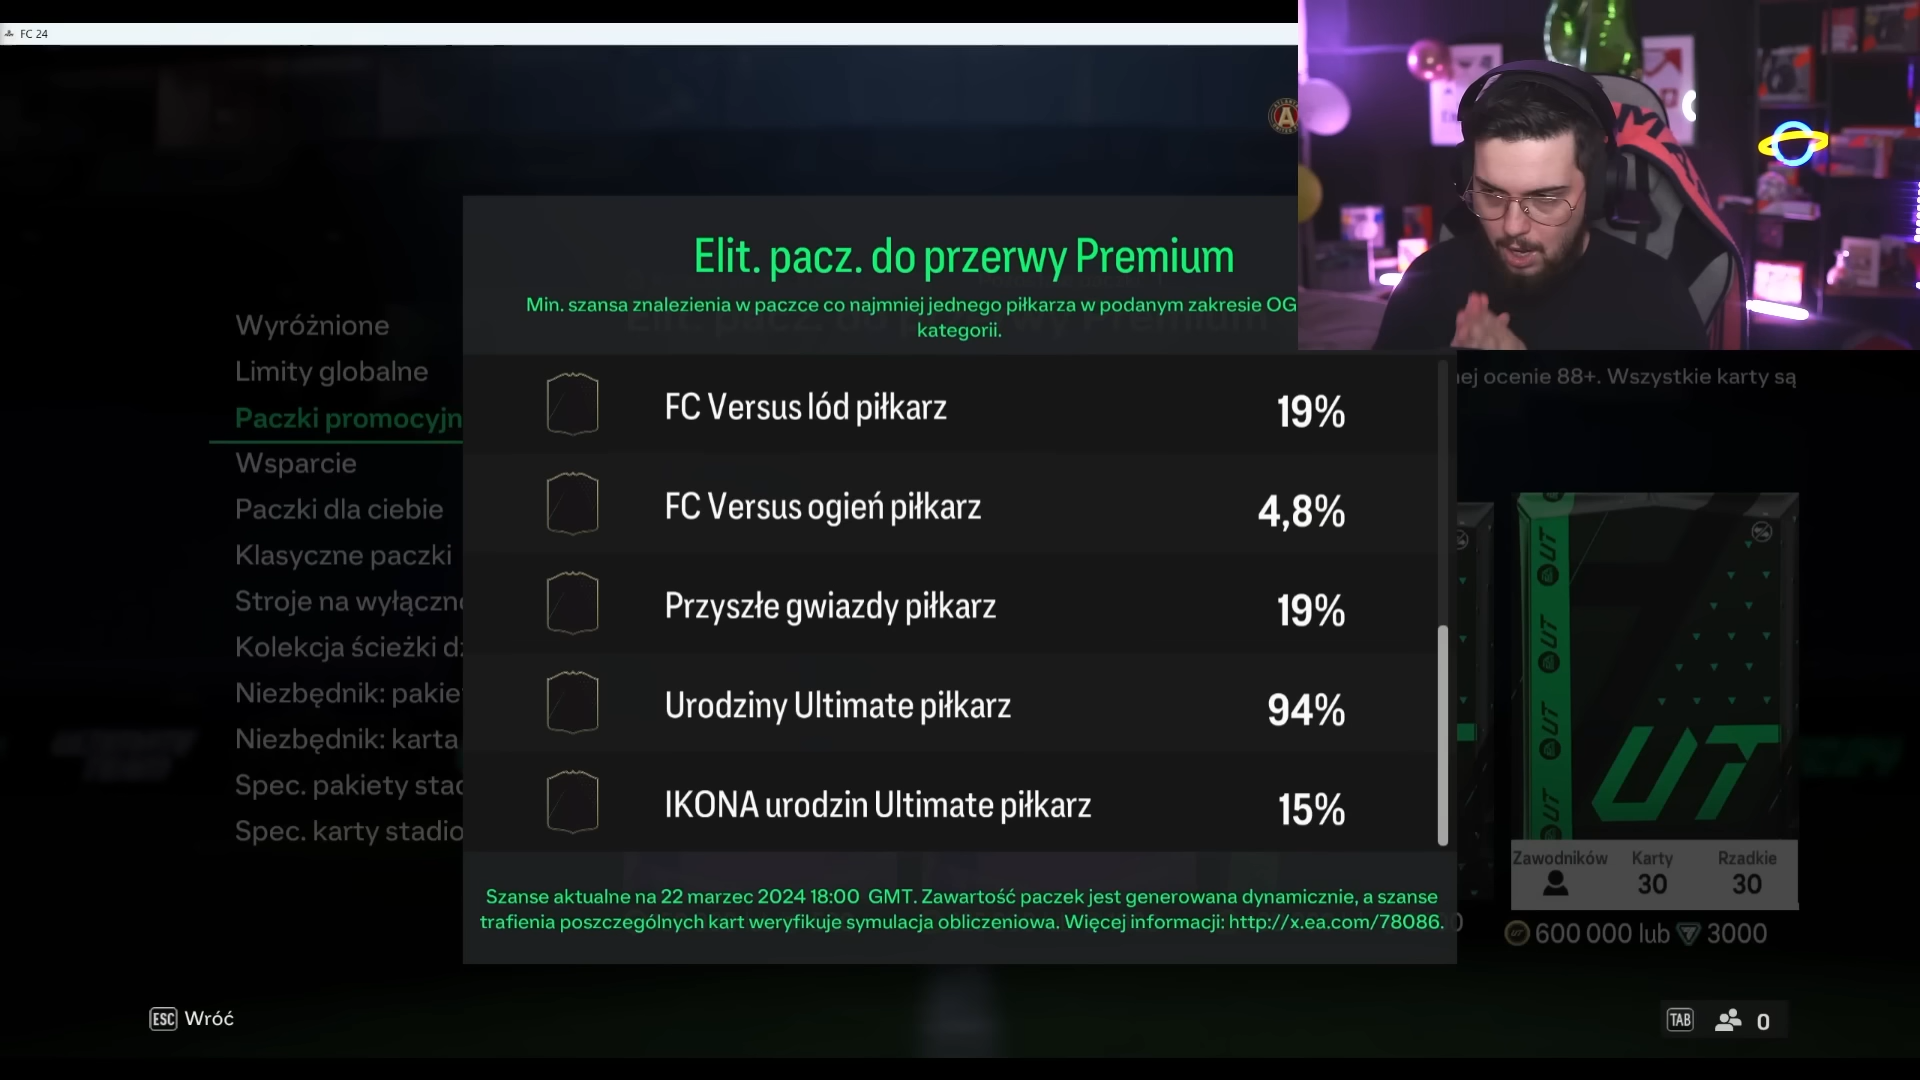 FC 24
Elit. pacz. do przerwy Premium
Min. szansa znalezienia w paczce co najmniej jednego piłkarza w podanym zakresie OG
kategorii.
Wyróżnione
Limity globalne
Paczki promocyjn
Wsparcie
Paczki dla ciebie
Klasyczne paczki
Stroje na wyłączn
Kolekcja ścieżki d
Niezbędnik: pakie
Niezbędnik: karta
Spec. pakiety stad
Spec. karty stadio
FC Versus lód piłkarz 19%
FC Versus ogień piłkarz 4,8%
Przyszłe gwiazdy piłkarz 19%
Urodziny Ultimate piłkarz 94%
IKONA urodzin Ultimate piłkarz 15%
ej ocenie 88+. Wszystkie karty są
UT UT UT UT
UT
Zawodników Karty Rzadkie
30 30
600 000 lub 3000
Szanse aktualne na 22 marzec 2024 18:00 GMT. Zawartość paczek jest generowana dynamicznie, a szanse
trafienia poszczególnych kart weryfikuje symulacja obliczeniowa. Więcej informacji: http://x.ea.com/78086.
ESC Wróć
TAB 0